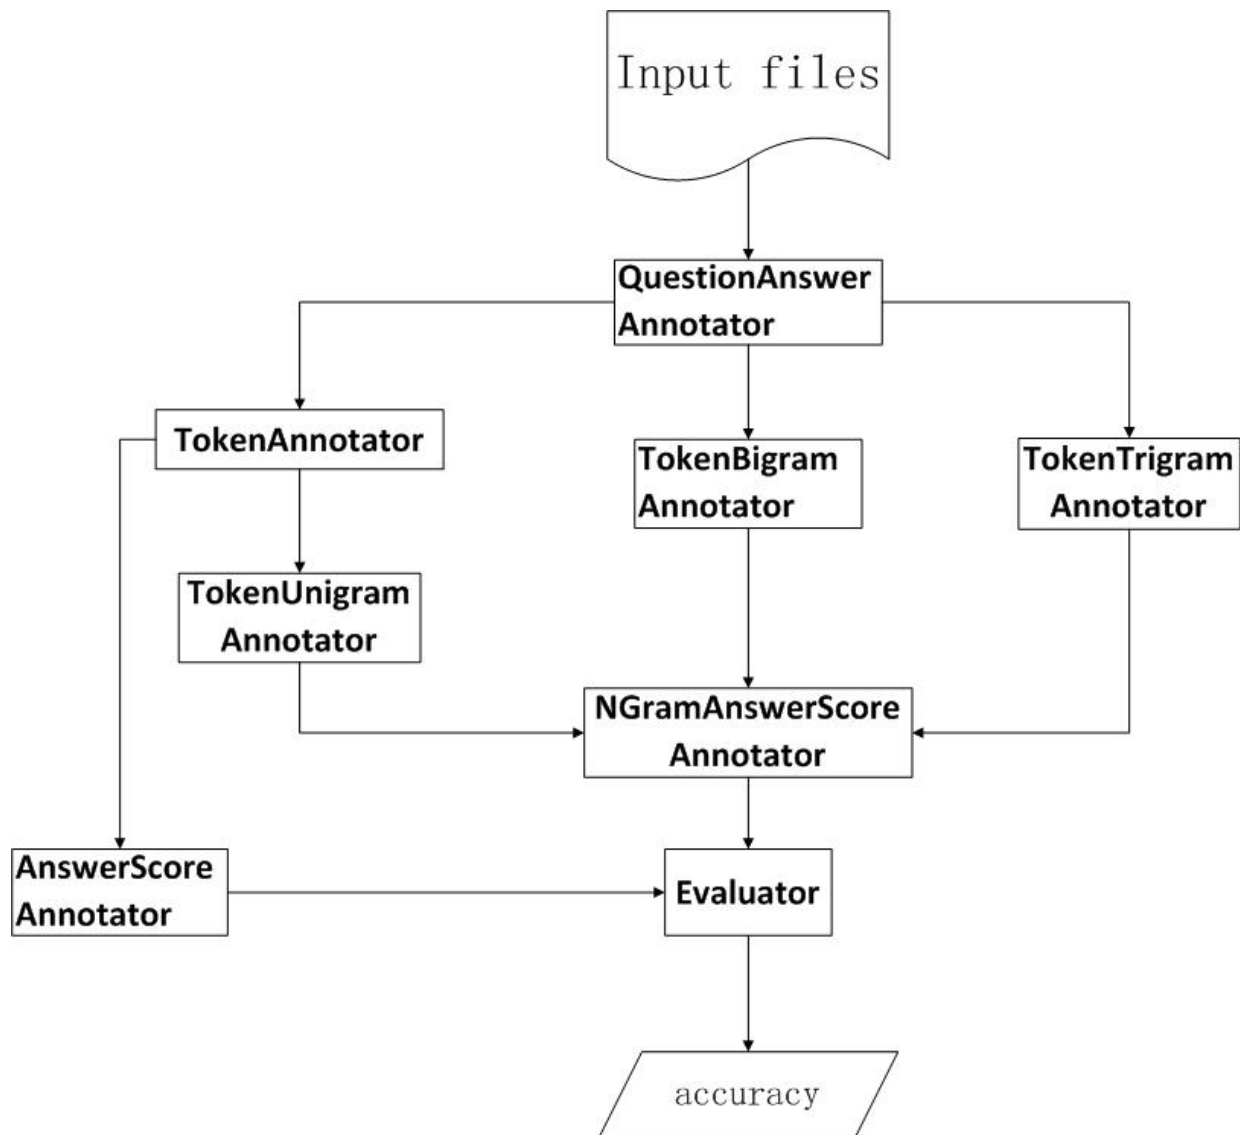 Input files
QuestionAnswer
Annotator
TokenAnnotator
TokenBigram
Annotator
TokenTrigram
Annotator
TokenUnigram
Annotator
NGramAnswerScore
Annotator
AnswerScore
Annotator
Evaluator
accuracy